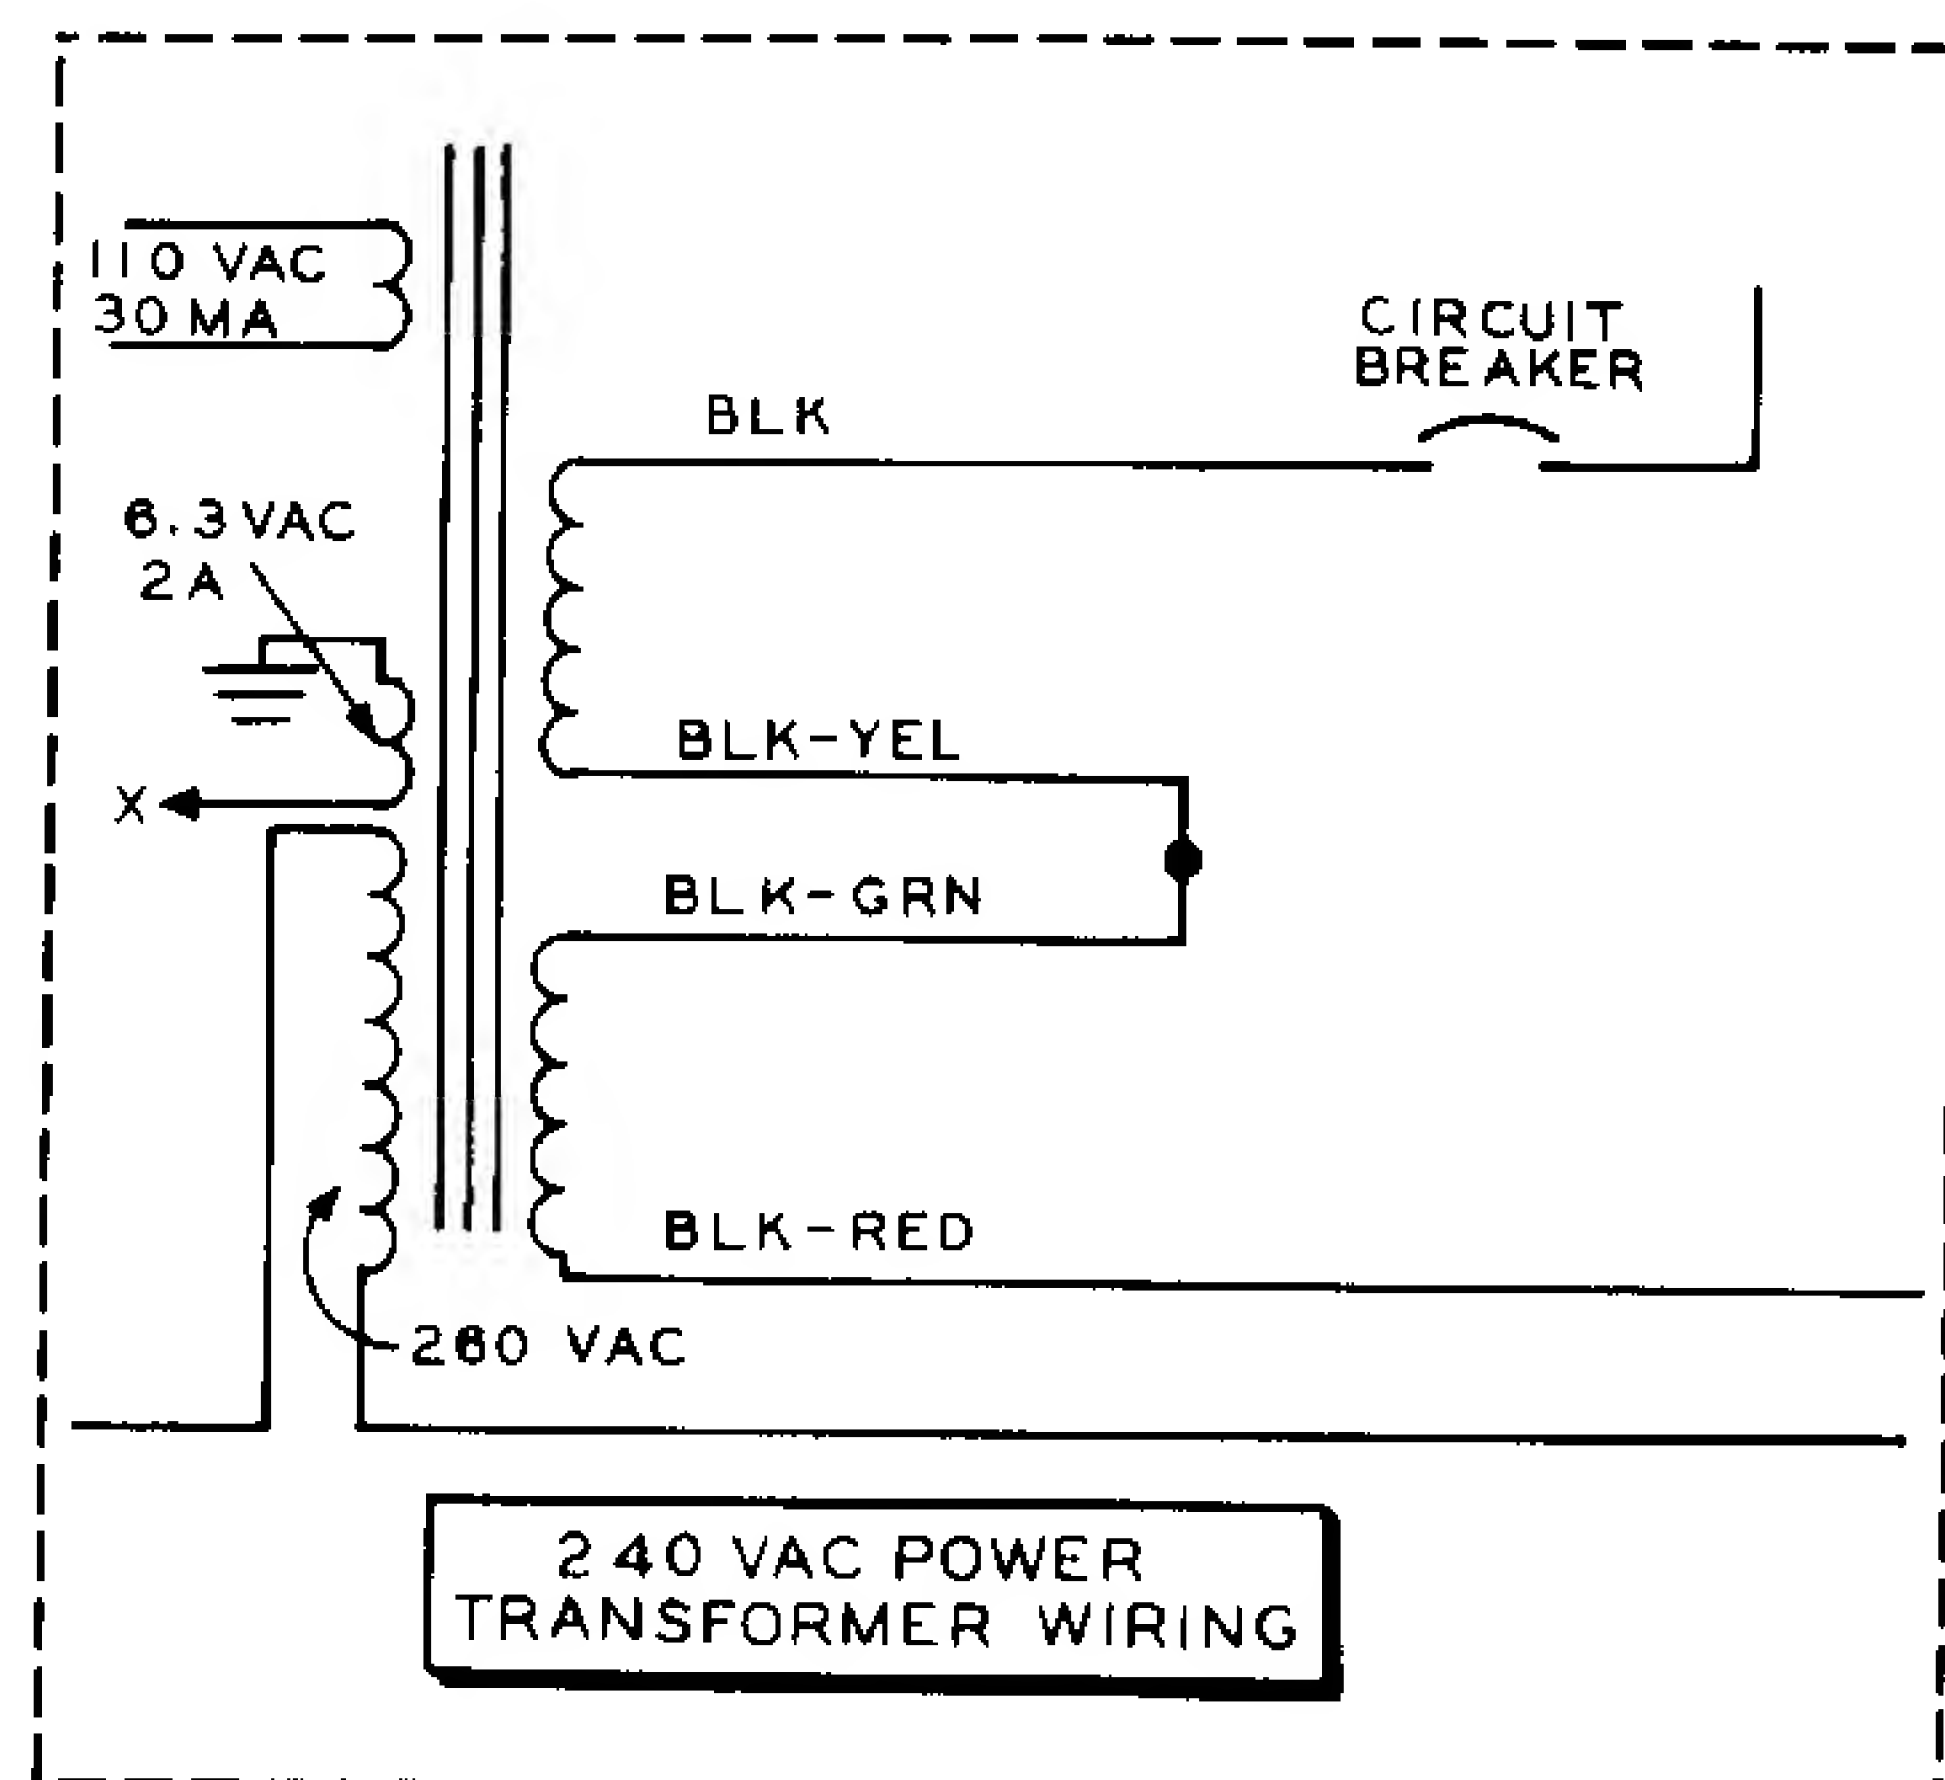 110 VAC
30 MA
CIRCUIT
BREAKER
BLK
6.3 VAC
2A
BLK-YEL
X
BLK-GRN
BLK-RED
260 VAC
240 VAC POWER
TRANSFORMER WIRING